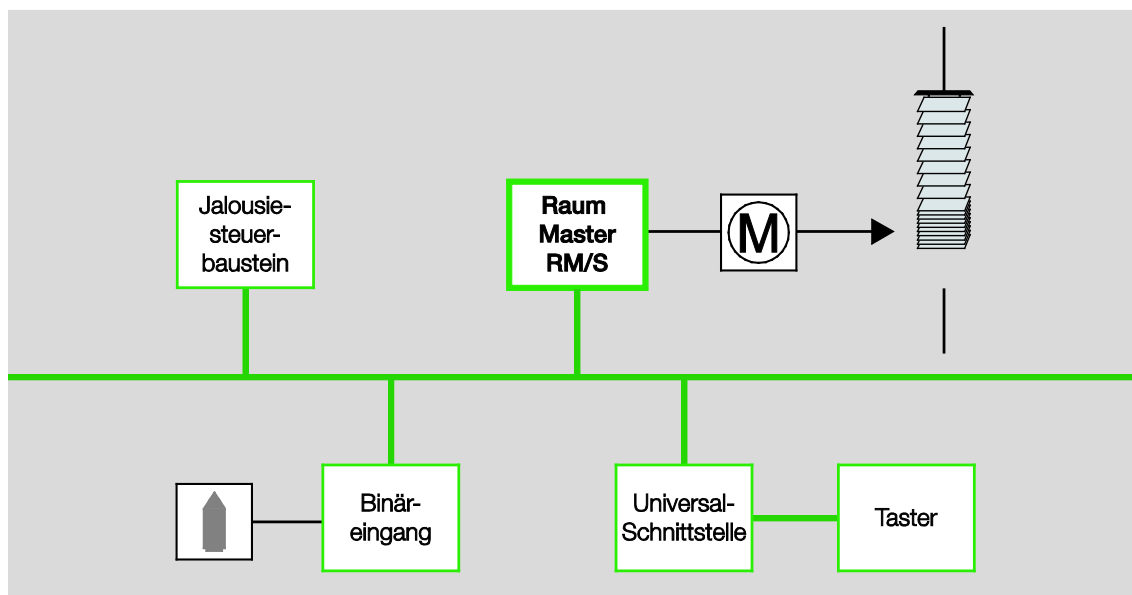 Jalousie-
steuer-
baustein
Raum
Master
RM/S
M
Binär-
eingang
Universal-
Schnittstelle
Taster